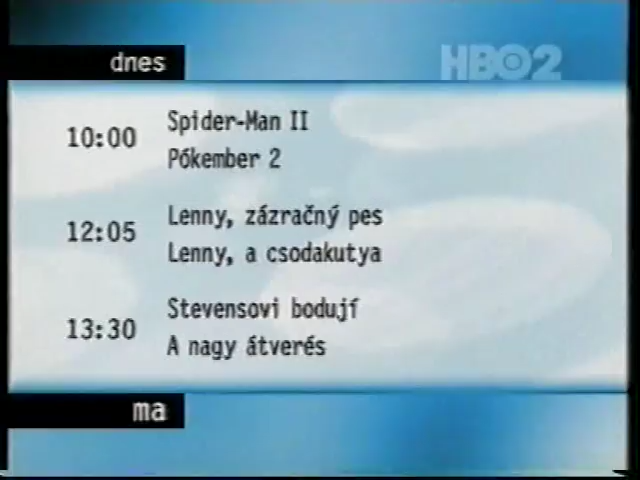 dnes
HBO2
10:00
Spider-Man II
Pókember 2
12:05
Lenny, zázračný pes
Lenny, a csodakutya
13:30
Stevensovi bodují
A nagy átverés
ma